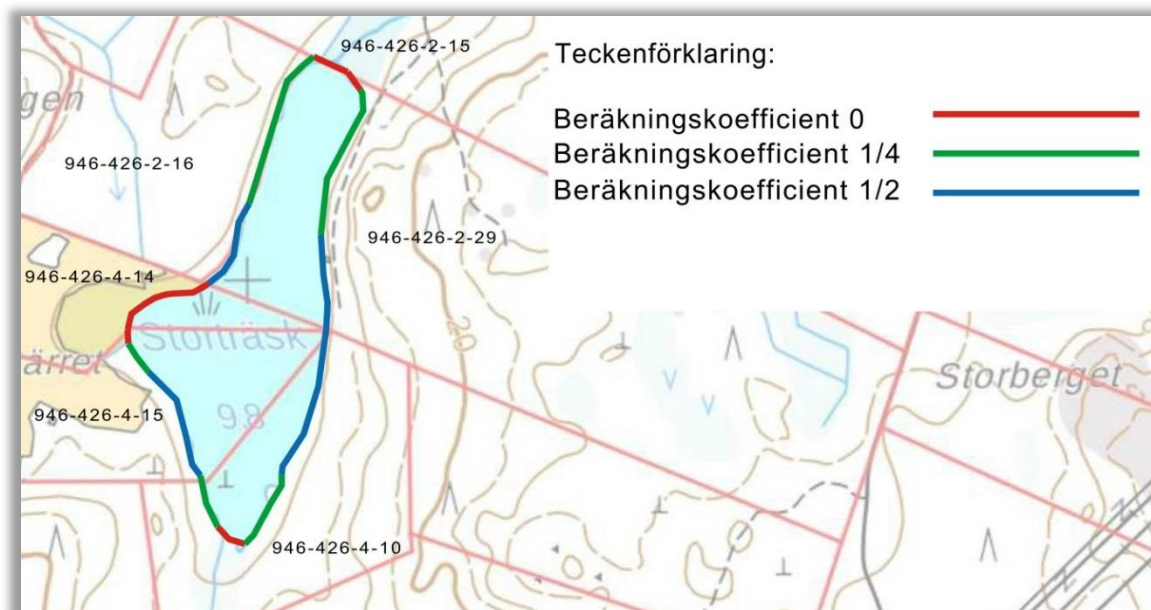 946-426-2-15
Teckenförklaring:
gen
Beräkningskoefficient 0
Beräkningskoefficient 1/4
946-426-2-16
Beräkningskoefficient 1/2
946-426-2-29
946-426-4-14
20
Storträsk
ärret
Storberget
946-426-4-15
9.8
946-426-4-10